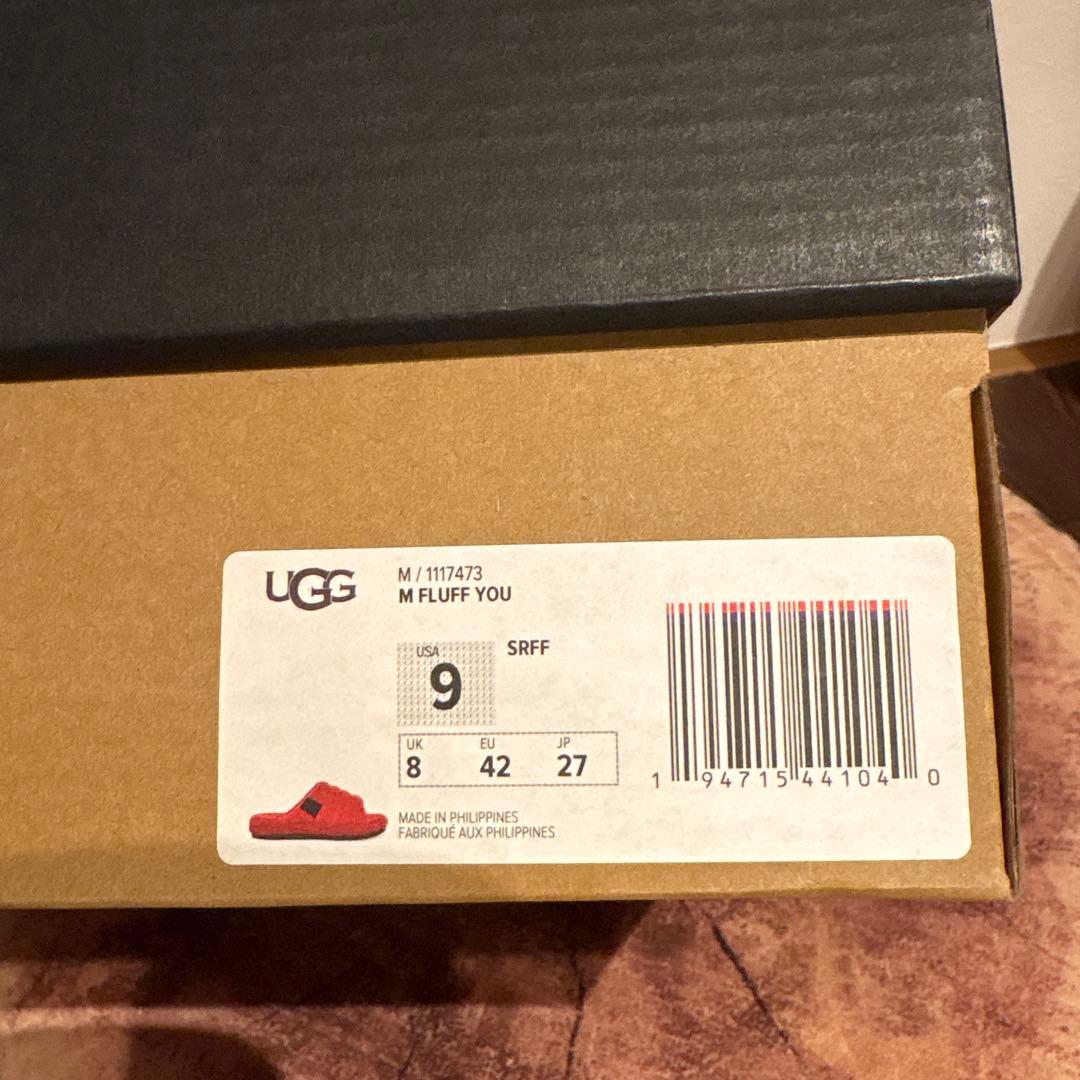 UGG
M / 1117473
M FLUFF YOU
USA
9
SRFF
UK EU JP
8 42 27
MADE IN PHILIPPINES
FABRIQUÉ AUX PHILIPPINES
1 94715 44104 0